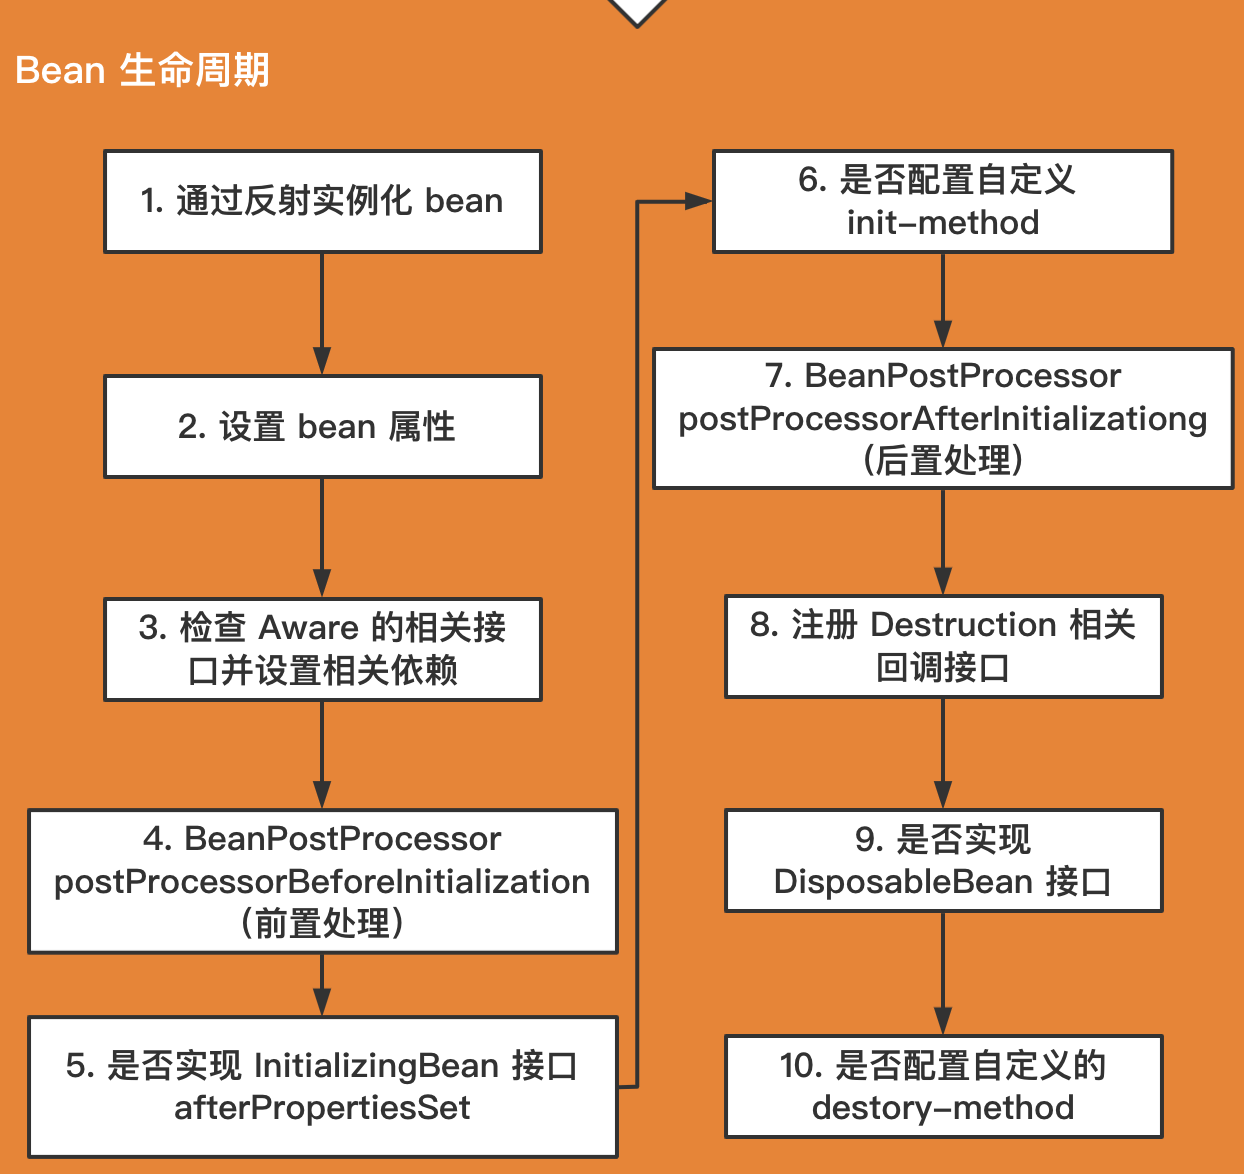 Bean 生命周期
1. 通过反射实例化 bean
2. 设置 bean 属性
3. 检查 Aware 的相关接
口并设置相关依赖
4. BeanPostProcessor
postProcessorBeforeInitialization
（前置处理）
5. 是否实现 InitializingBean 接口
afterPropertiesSet
6. 是否配置自定义
init-method
7. BeanPostProcessor
postProcessorAfterInitializationg
（后置处理）
8. 注册 Destruction 相关
回调接口
9. 是否实现
DisposableBean 接口
10. 是否配置自定义的
destory-method